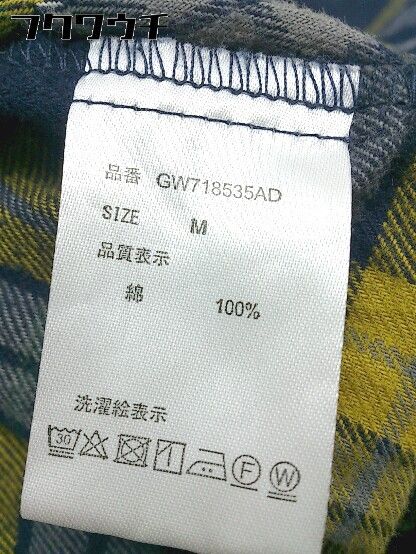 フクワウチ
品番 GW718535AD
SIZE M
品質表示
綿 100%
洗濯絵表示
30 F W